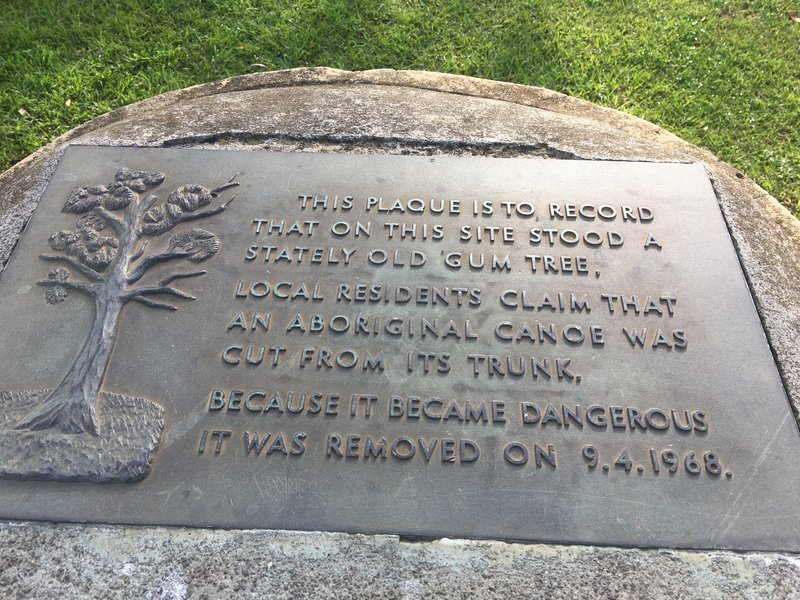 THIS PLAQUE IS TO RECORD
THAT ON THIS SITE STOOD A
STATELY OLD GUM TREE,
LOCAL RESIDENTS CLAIM THAT
AN ABORIGINAL CANOE WAS
CUT FROM ITS TRUNK,
BECAUSE IT BECAME DANGEROUS
IT WAS REMOVED ON 9.4.1968.